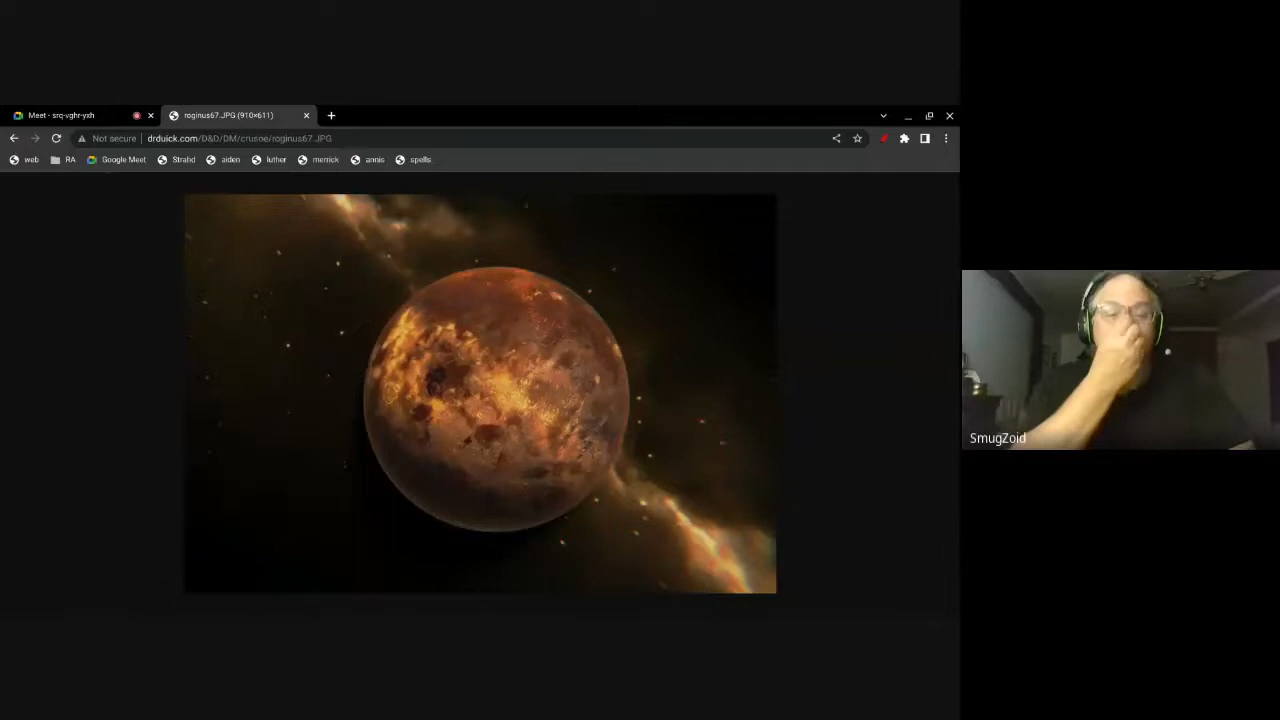 Meet - srq-vghr-yxh
roginus67.JPG (910×611)
Not secure
drduick.com/D&D/DM/crusoe/roginus67.JPG
web
RA
Google Meet
Strahd
aiden
luther
merrick
annis
spells
SmugZoid